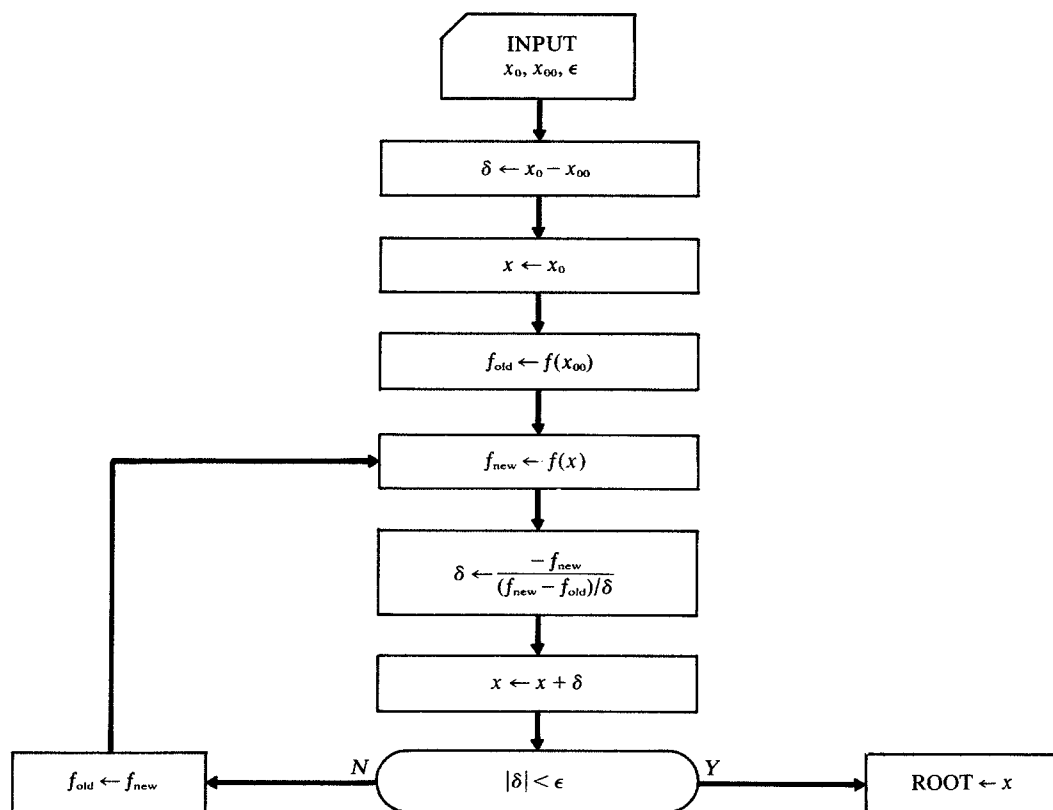 INPUT
x₀, x₀₀, ϵ
δ ← x₀ − x₀₀
x ← x₀
f_old ← f(x₀₀)
f_new ← f(x)
δ ← − f_new / (f_new − f_old)/δ
x ← x + δ
f_old ← f_new
N
|δ| < ϵ
Y
ROOT ← x